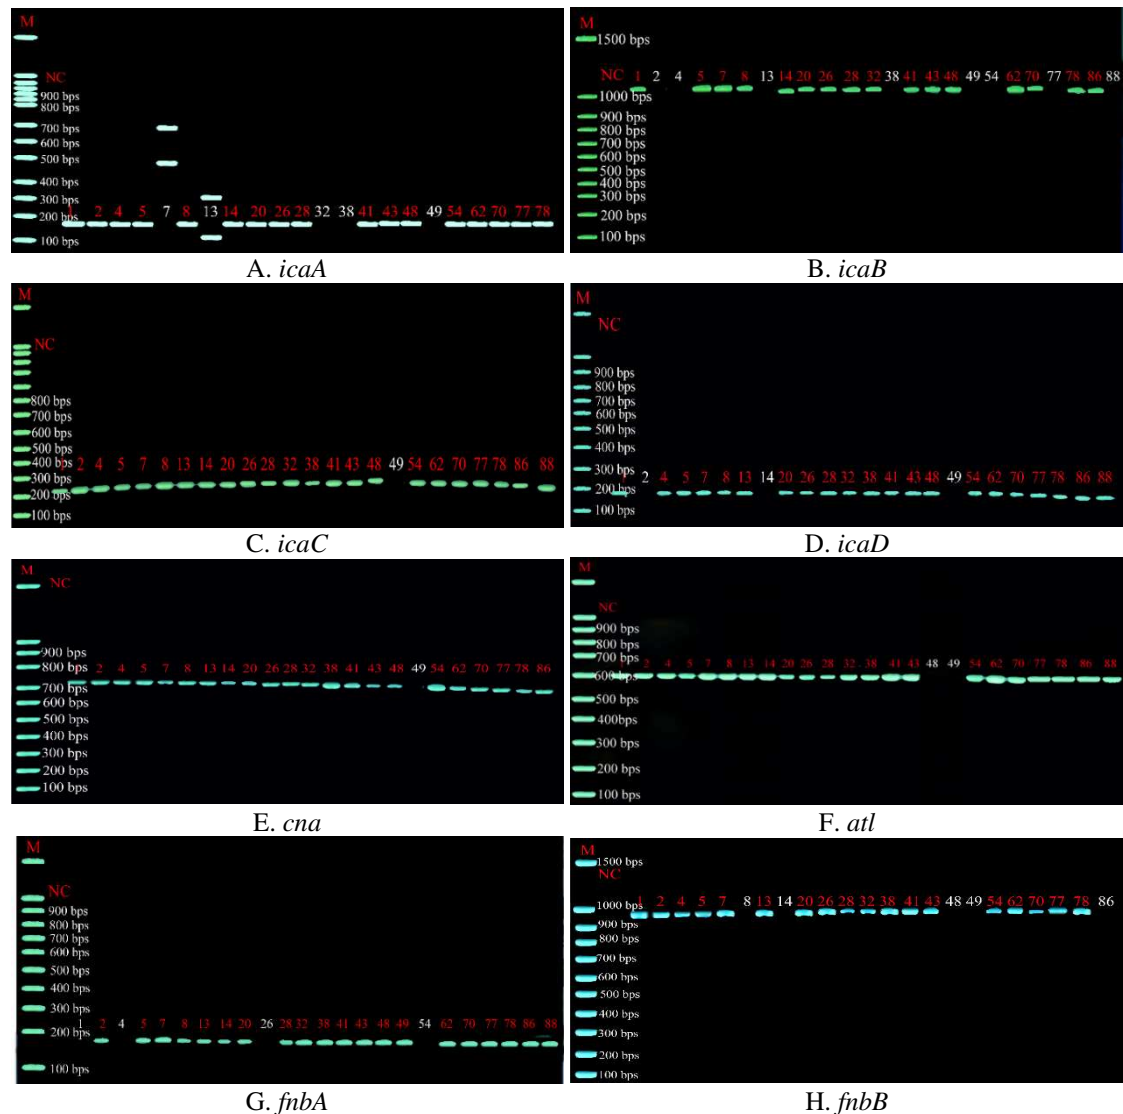 M
NC
900 bps
800 bps
700 bps
600 bps
500 bps
400 bps
300 bps
200 bps
100 bps
1 2 4 5 7 8 13 14 20 26 28 32 38 41 43 48 49 54 62 70 77 78
A. icaA
M
1500 bps
NC 1 2 4 5 7 8 13 14 20 26 28 32 38 41 43 48 49 54 62 70 77 78 86 88
1000 bps
900 bps
800 bps
700 bps
600 bps
500 bps
400 bps
300 bps
200 bps
100 bps
B. icaB
M
NC
800 bps
700 bps
600 bps
500 bps
400 bps
300 bps
200 bps
100 bps
1 2 4 5 7 8 13 14 20 26 28 32 38 41 43 48 49 54 62 70 77 78 86 88
C. icaC
M
NC
900 bps
800 bps
700 bps
600 bps
500 bps
400 bps
300 bps
200 bps
100 bps
1 2 4 5 7 8 13 14 20 26 28 32 38 41 43 48 49 54 62 70 77 78 86 88
D. icaD
M
NC
900 bps
800 bps
700 bps
600 bps
500 bps
400 bps
300 bps
200 bps
100 bps
1 2 4 5 7 8 13 14 20 26 28 32 38 41 43 48 49 54 62 70 77 78 86
E. cna
M
NC
900 bps
800 bps
700 bps
600 bps
500 bps
400bps
300 bps
200 bps
100 bps
1 2 4 5 7 8 13 14 20 26 28 32 38 41 43 48 49 54 62 70 77 78 86 88
F. atl
M
NC
900 bps
800 bps
700 bps
600 bps
500 bps
400 bps
300 bps
200 bps
100 bps
1 2 4 5 7 8 13 14 20 26 28 32 38 41 43 48 49 54 62 70 77 78 86 88
G. fnbA
M
1500 bps
NC
1000 bps
900 bps
800 bps
700 bps
600 bps
500 bps
400 bps
300 bps
200 bps
100 bps
1 2 4 5 7 8 13 14 20 26 28 32 38 41 43 48 49 54 62 70 77 78 86
H. fnbB